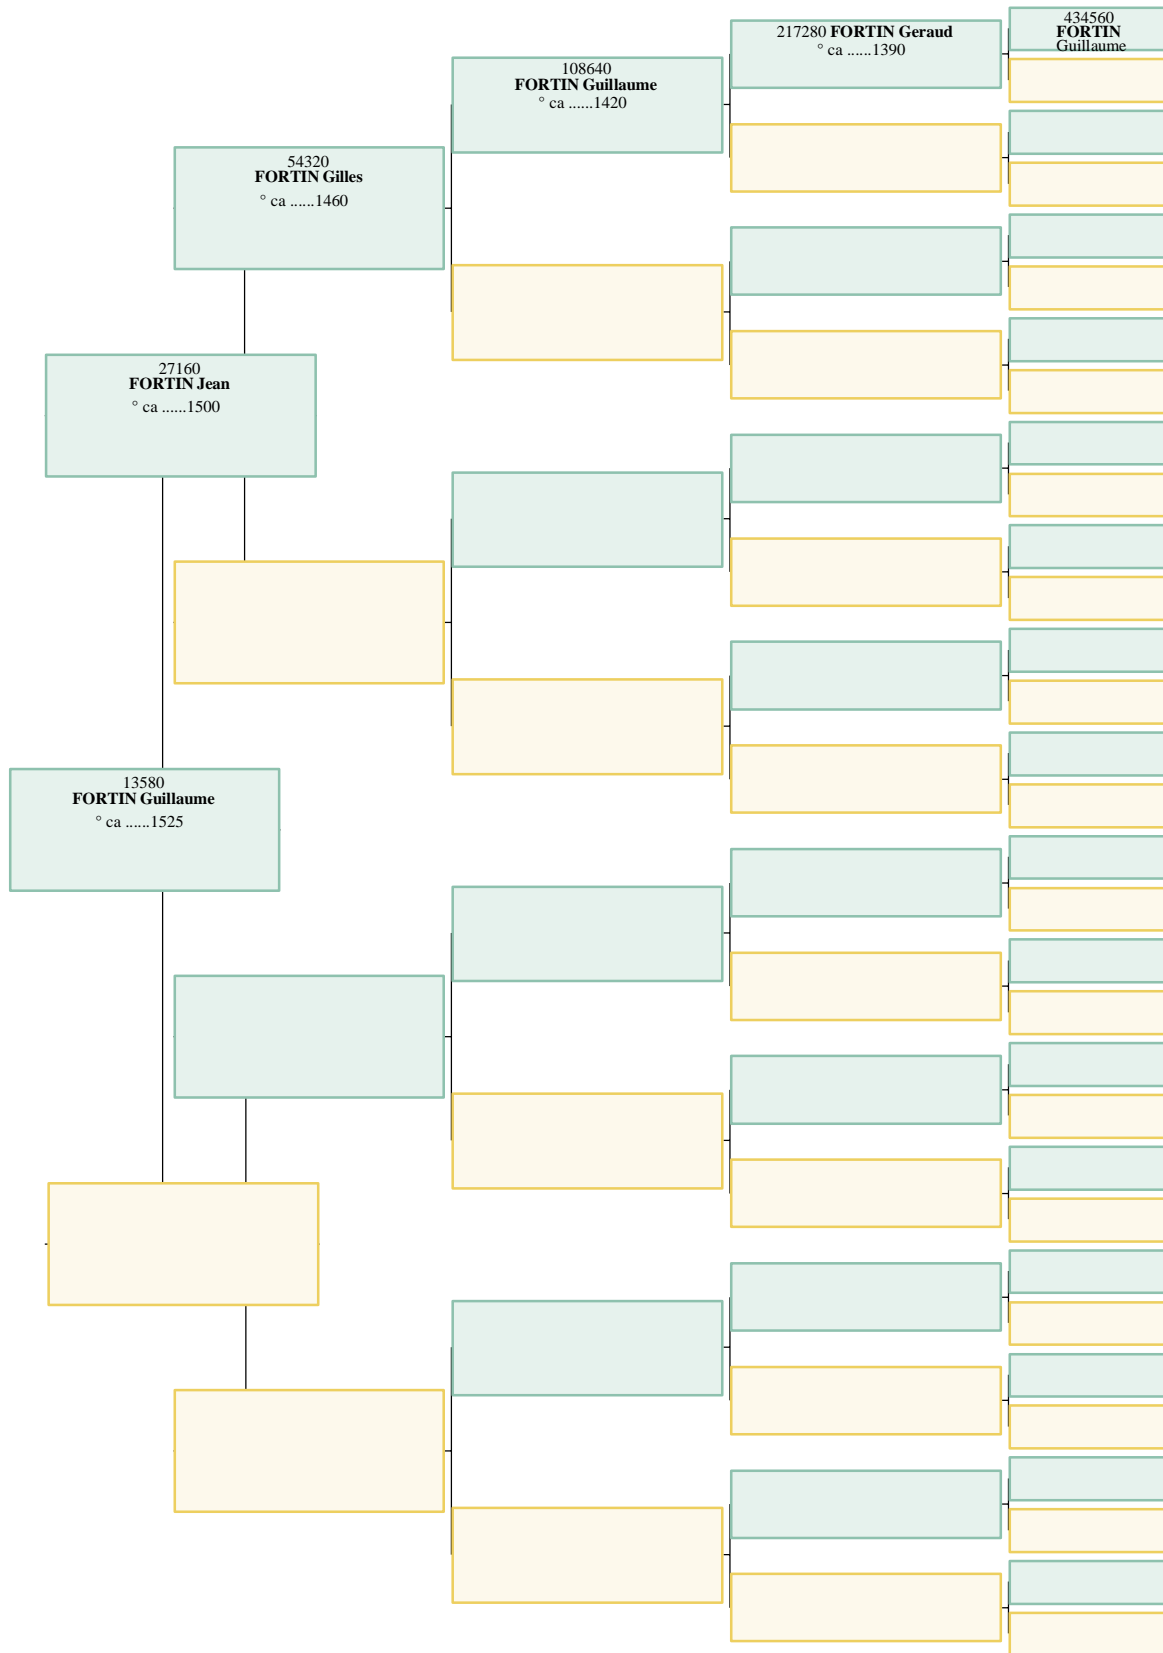 434560
FORTIN
Guillaume
217280 FORTIN Geraud
° ca ......1390
108640
FORTIN Guillaume
° ca ......1420
54320
FORTIN Gilles
° ca ......1460
27160
FORTIN Jean
° ca ......1500
13580
FORTIN Guillaume
° ca ......1525